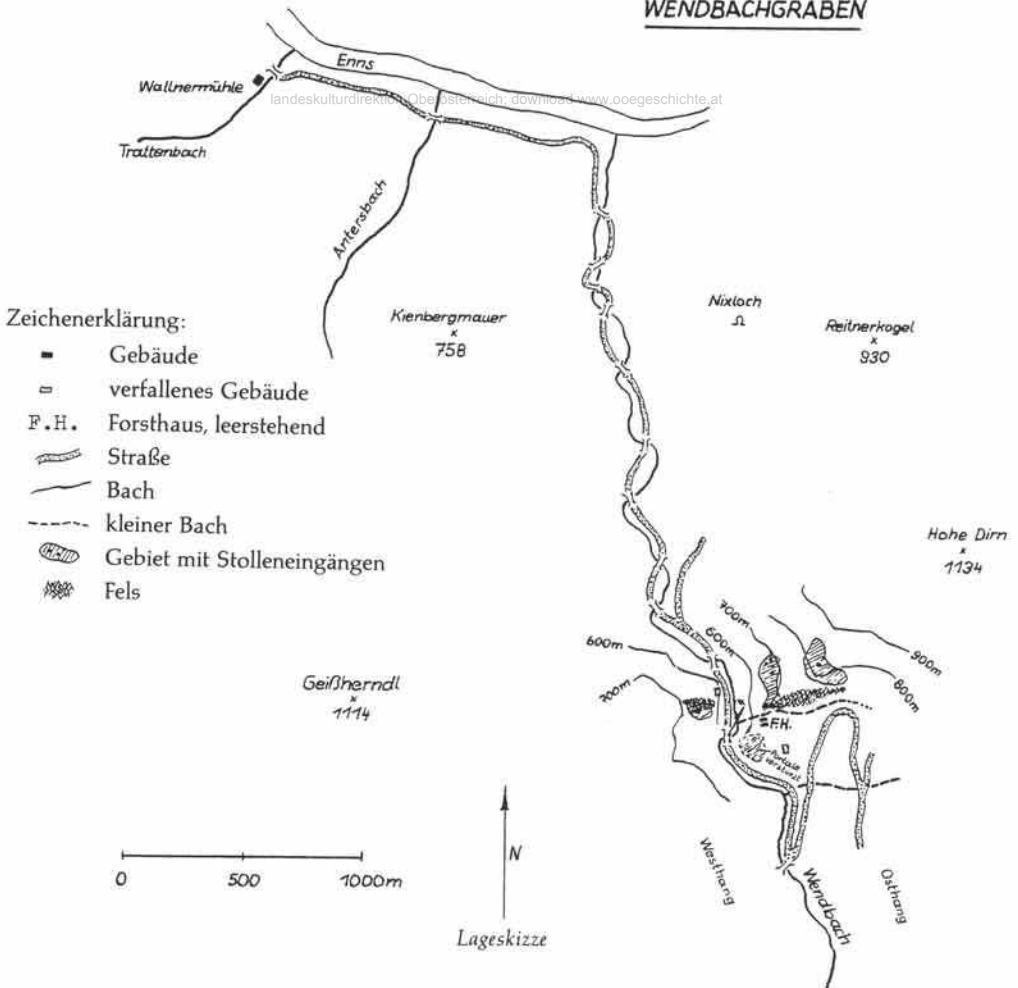 WENDBACHGRABEN
Enns
Wallnermühle
landeskulturdirektion Oberösterreich; download www.ooegeschichte.at
Trattenbach
Antersbach
Kienbergmauer
x
758
Nixloch
Reitnerkogel
x
930
Zeichenerklärung:
Gebäude
verfallenes Gebäude
F.H. Forsthaus, leerstehend
Straße
Bach
kleiner Bach
Gebiet mit Stolleneingängen
Fels
Hohe Dirn
x
1134
700m
600m
600m
900m
800m
700m
Geißherndl
x
1114
F.H.
Portale
verstürzt
Westhang
Osthang
Wendbach
N
0 500 1000m
Lageskizze